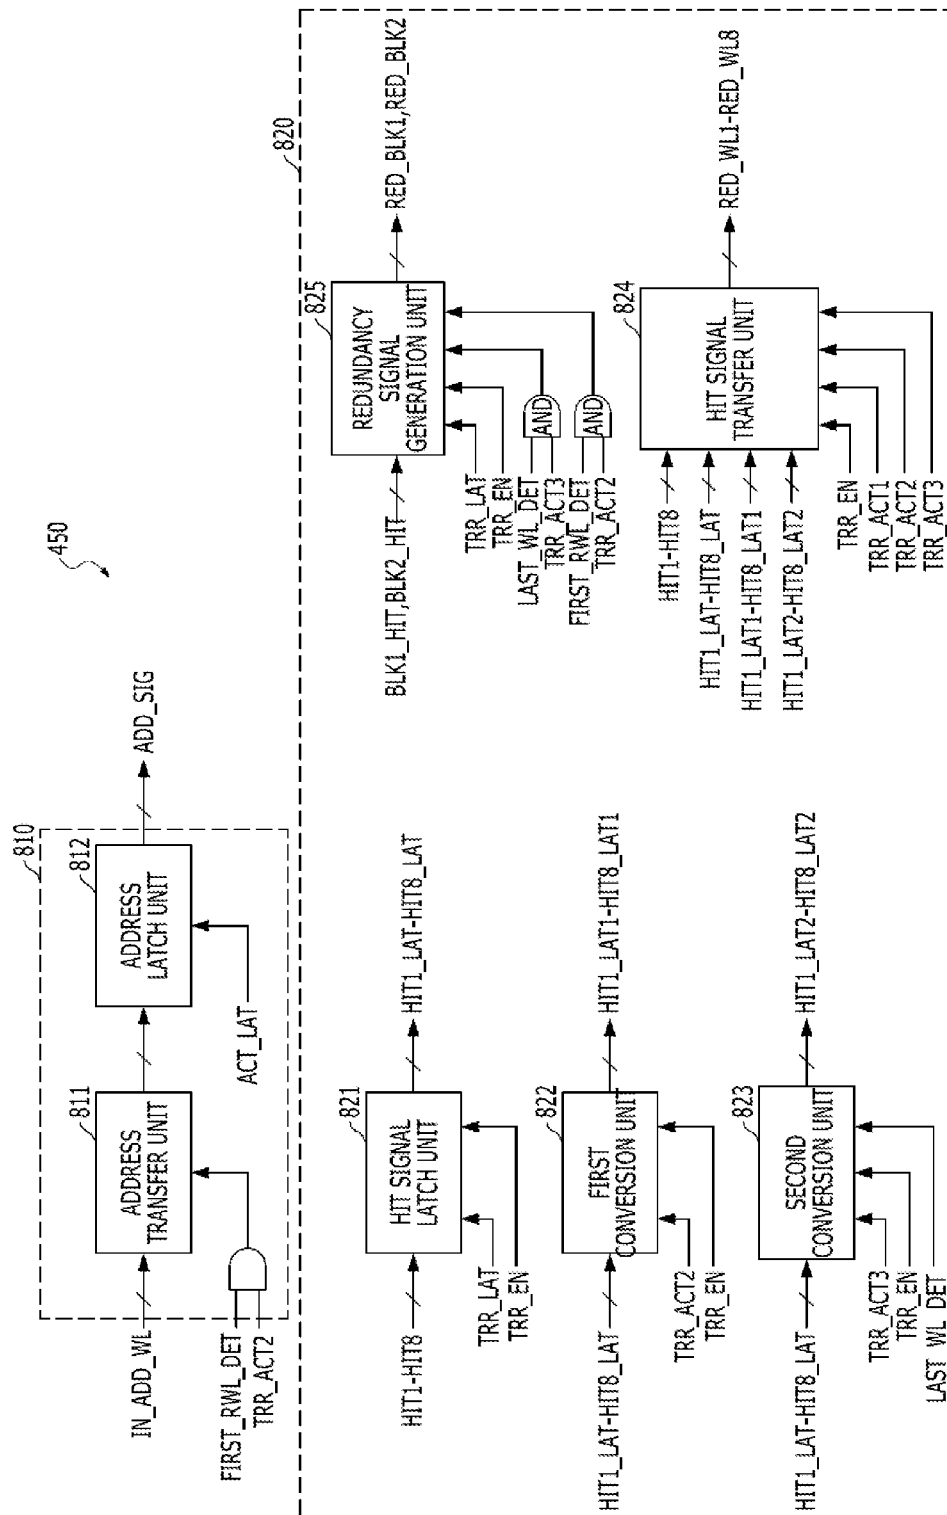 450
810
811
ADDRESS
TRANSFER UNIT
812
ADDRESS
LATCH UNIT
IN_ADD_WL
FIRST_RWL_DET
TRR_ACT2
ACT_LAT
ADD_SIG
820
821
HIT SIGNAL
LATCH UNIT
HIT1-HIT8
TRR_LAT
TRR_EN
HIT1_LAT-HIT8_LAT
822
FIRST
CONVERSION UNIT
HIT1_LAT-HIT8_LAT
TRR_ACT2
TRR_EN
HIT1_LAT1-HIT8_LAT1
823
SECOND
CONVERSION UNIT
HIT1_LAT-HIT8_LAT
TRR_ACT3
TRR_EN
LAST_WL_DET
HIT1_LAT2-HIT8_LAT2
825
REDUNDANCY
SIGNAL
GENERATION UNIT
BLK1_HIT,BLK2_HIT
TRR_LAT
TRR_EN
LAST_WL_DET
TRR_ACT3
AND
FIRST_RWL_DET
TRR_ACT2
AND
RED_BLK1,RED_BLK2
824
HIT SIGNAL
TRANSFER UNIT
HIT1-HIT8
HIT1_LAT-HIT8_LAT
HIT1_LAT1-HIT8_LAT1
HIT1_LAT2-HIT8_LAT2
TRR_EN
TRR_ACT1
TRR_ACT2
TRR_ACT3
RED_WL1-RED_WL8